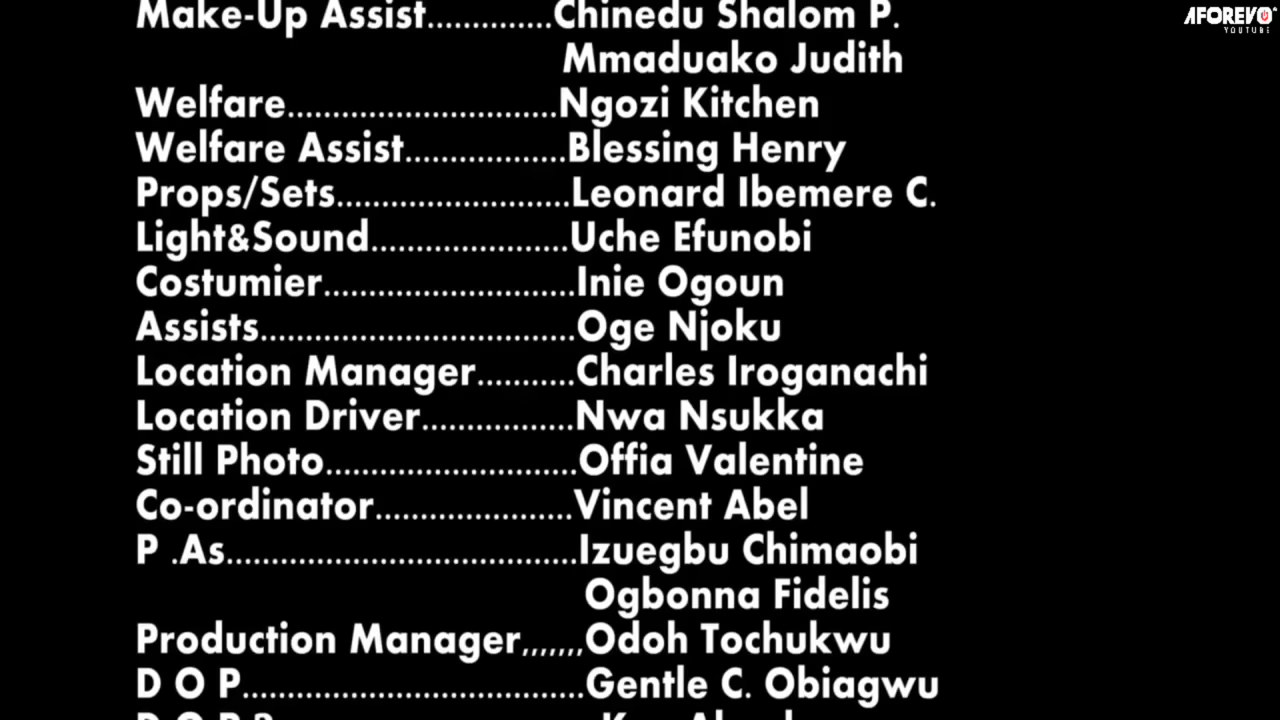 Make-Up Assist..............Chinedu Shalom P.
Mmaduako Judith
Welfare..............................Ngozi Kitchen
Welfare Assist.................Blessing Henry
Props/Sets.........................Leonard Ibemere C.
Light&Sound.....................Uche Efunobi
Costumier...........................Inie Ogoun
Assists..................................Oge Njoku
Location Manager...........Charles Iroganachi
Location Driver.................Nwa Nsukka
Still Photo...........................Offia Valentine
Co-ordinator.....................Vincent Abel
P .As......................................Izuegbu Chimaobi
Ogbonna Fidelis
Production Manager,,,,,,,Odoh Tochukwu
D O P.....................................Gentle C. Obiagwu
AFOREVO
YOUTUBE